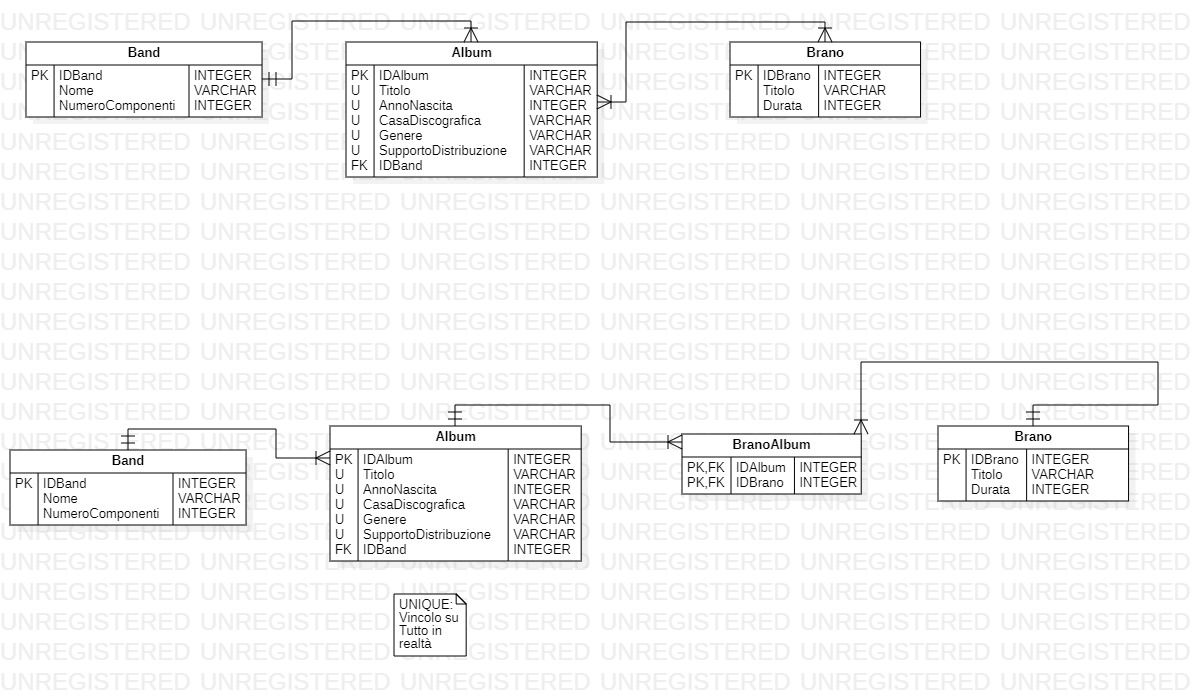 Band
PK IDBand INTEGER
Nome VARCHAR
NumeroComponenti INTEGER
Album
PK IDAlbum INTEGER
U Titolo VARCHAR
U AnnoNascita INTEGER
U CasaDiscografica VARCHAR
U Genere VARCHAR
U SupportoDistribuzione VARCHAR
FK IDBand INTEGER
Brano
PK IDBrano INTEGER
Titolo VARCHAR
Durata INTEGER
Band
PK IDBand INTEGER
Nome VARCHAR
NumeroComponenti INTEGER
Album
PK IDAlbum INTEGER
U Titolo VARCHAR
U AnnoNascita INTEGER
U CasaDiscografica VARCHAR
U Genere VARCHAR
U SupportoDistribuzione VARCHAR
FK IDBand INTEGER
BranoAlbum
PK,FK IDAlbum INTEGER
PK,FK IDBrano INTEGER
Brano
PK IDBrano INTEGER
Titolo VARCHAR
Durata INTEGER
UNIQUE:
Vincolo su
Tutto in
realtà
UNREGISTERED